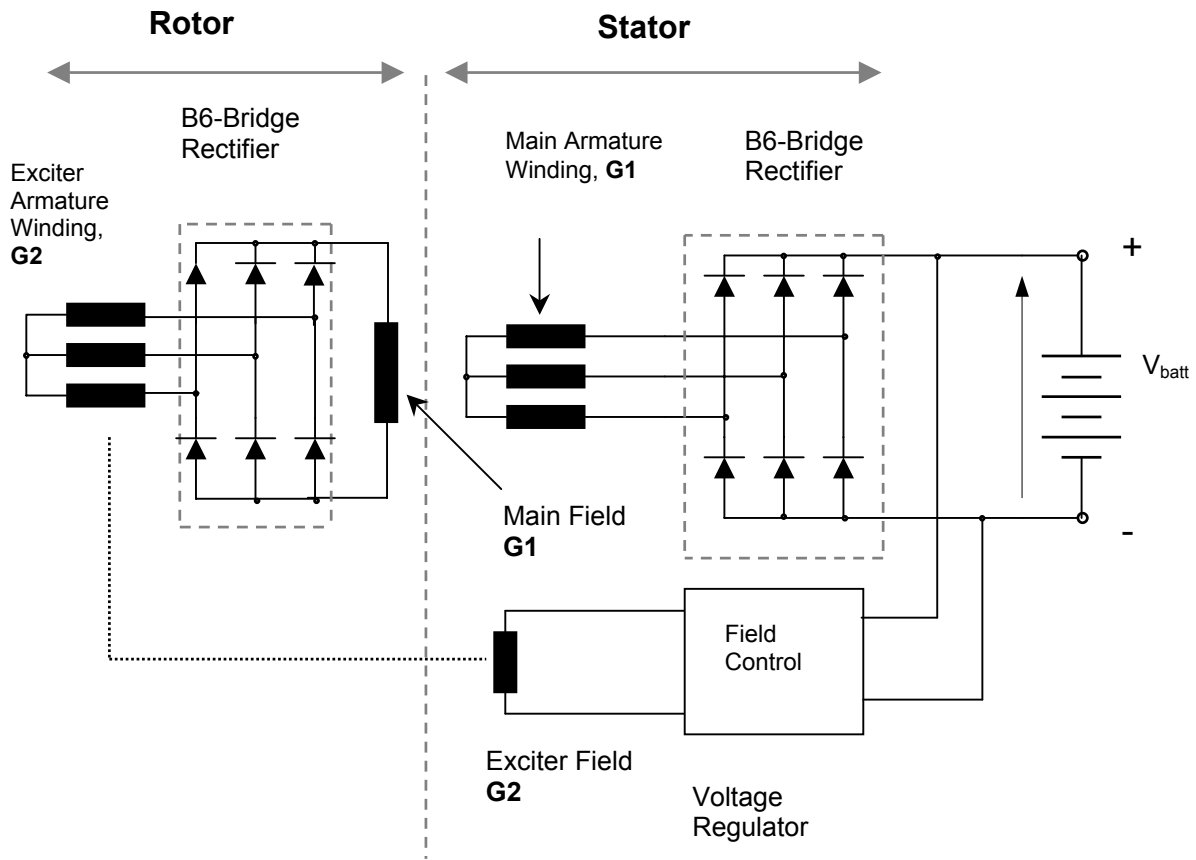 Rotor
Stator
B6-Bridge
Rectifier
Main Armature
Winding, G1
B6-Bridge
Rectifier
Exciter
Armature
Winding,
G2
+
Vbatt
-
Main Field
G1
Field
Control
Exciter Field
G2
Voltage
Regulator